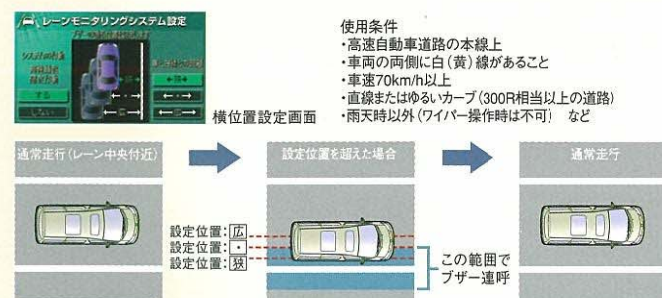 レーンモニタリングシステム設定
する
横位置設定画面
使用条件
・高速自動車道路の本線上
・車両の両側に白(黄)線があること
・車速70km/h以上
・直線またはゆるいカーブ(300R相当以上の道路)
・雨天時以外(ワイパー操作時は不可) など
通常走行(レーン中央付近)
設定位置を超えた場合
通常走行
設定位置:広
設定位置:・
設定位置:狭
この範囲で
ブザー連呼